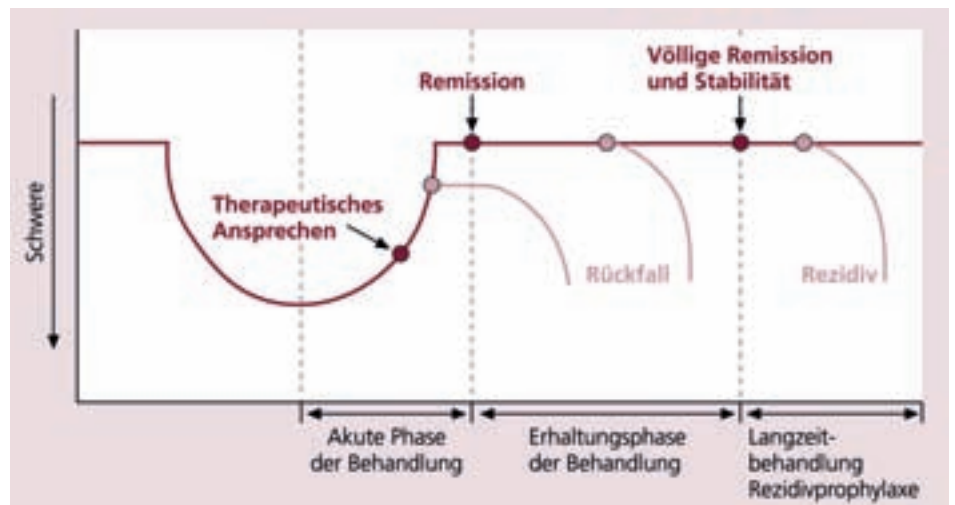 Völlige Remission
und Stabilität
Remission
Therapeutisches
Ansprechen
Schwere
Rückfall
Rezidiv
Akute Phase
der Behandlung
Erhaltungsphase
der Behandlung
Langzeit-
behandlung
Rezidivprophylaxe